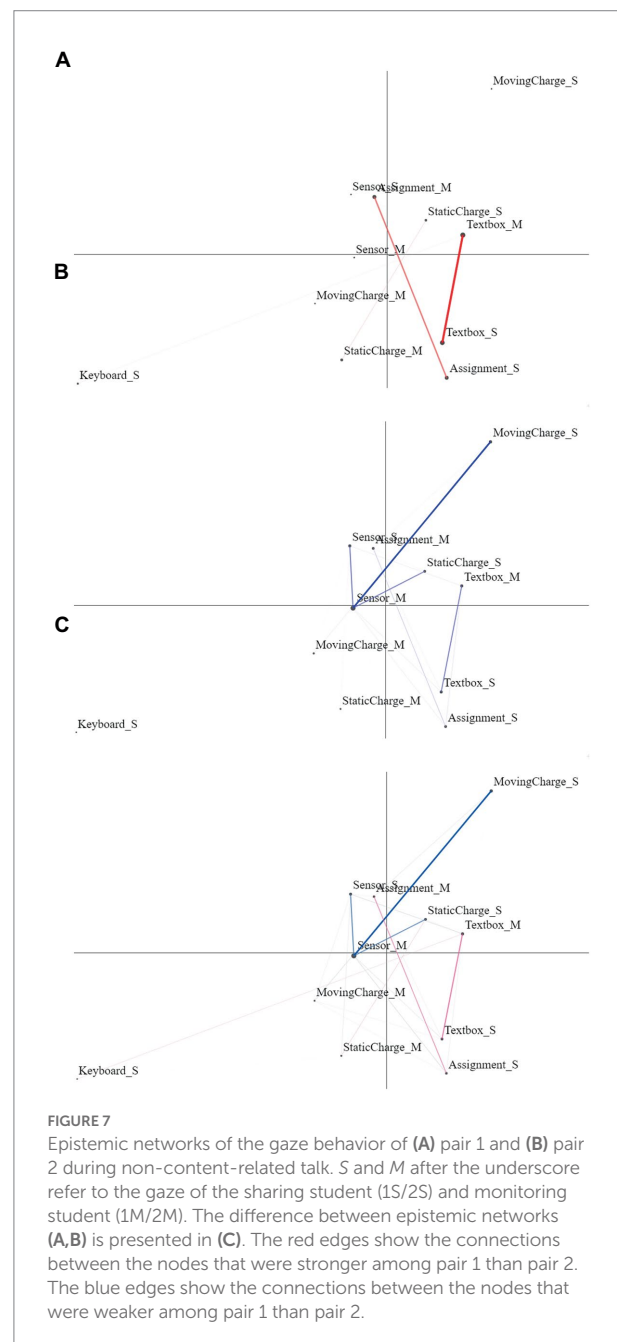 A
MovingCharge_S
Sensor_S
Assignment_M
StaticCharge_S
Textbox_M
Sensor_M
B
MovingCharge_M
Textbox_S
StaticCharge_M
Keyboard_S
Assignment_S
MovingCharge_S
Sensor_S
Assignment_M
StaticCharge_S
Textbox_M
Sensor_M
C
MovingCharge_M
Textbox_S
StaticCharge_M
Assignment_S
Keyboard_S
MovingCharge_S
Sensor_S
Assignment_M
StaticCharge_S
Textbox_M
Sensor_M
MovingCharge_M
Textbox_S
StaticCharge_M
Assignment_S
Keyboard_S
FIGURE 7
Epistemic networks of the gaze behavior of (A) pair 1 and (B) pair
2 during non-content-related talk. S and M after the underscore
refer to the gaze of the sharing student (1S/2S) and monitoring
student (1M/2M). The difference between epistemic networks
(A,B) is presented in (C). The red edges show the connections
between the nodes that were stronger among pair 1 than pair 2.
The blue edges show the connections between the nodes that
were weaker among pair 1 than pair 2.